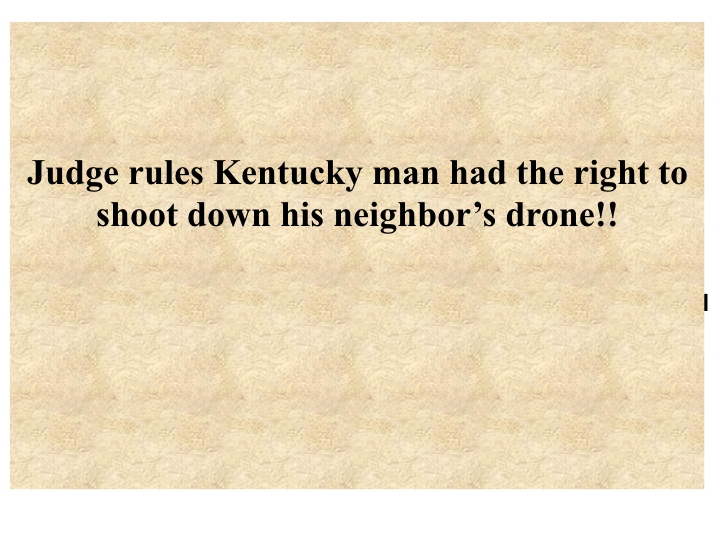 Judge rules Kentucky man had the right to
shoot down his neighbor’s drone!!